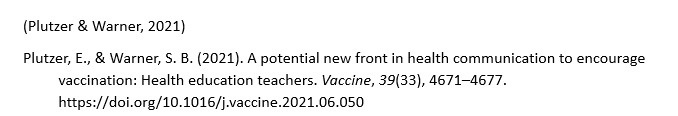 (Plutzer & Warner, 2021)
Plutzer, E., & Warner, S. B. (2021). A potential new front in health communication to encourage
vaccination: Health education teachers. Vaccine, 39(33), 4671–4677.
https://doi.org/10.1016/j.vaccine.2021.06.050